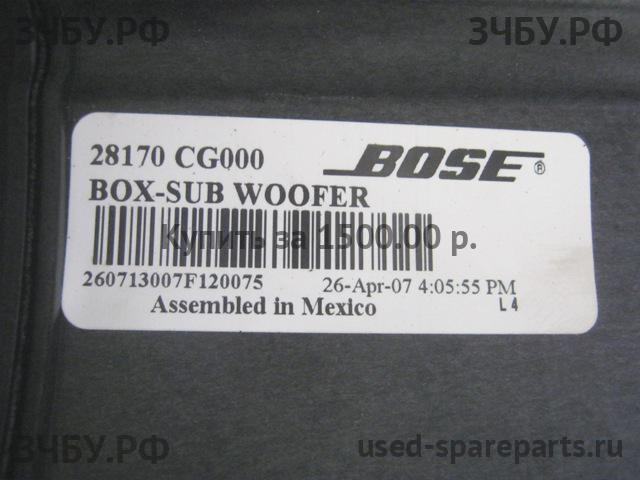 ЗЧБУ.РФ ЗЧБУ.РФ
28170 CG000 BOSE®
BOX-SUB WOOFER
Купить за 1500.00 р.
260713007F120075 26-Apr-07 4:05:55 PM
Assembled in Mexico L 4
ЗЧБУ.РФ used-spareparts.ru